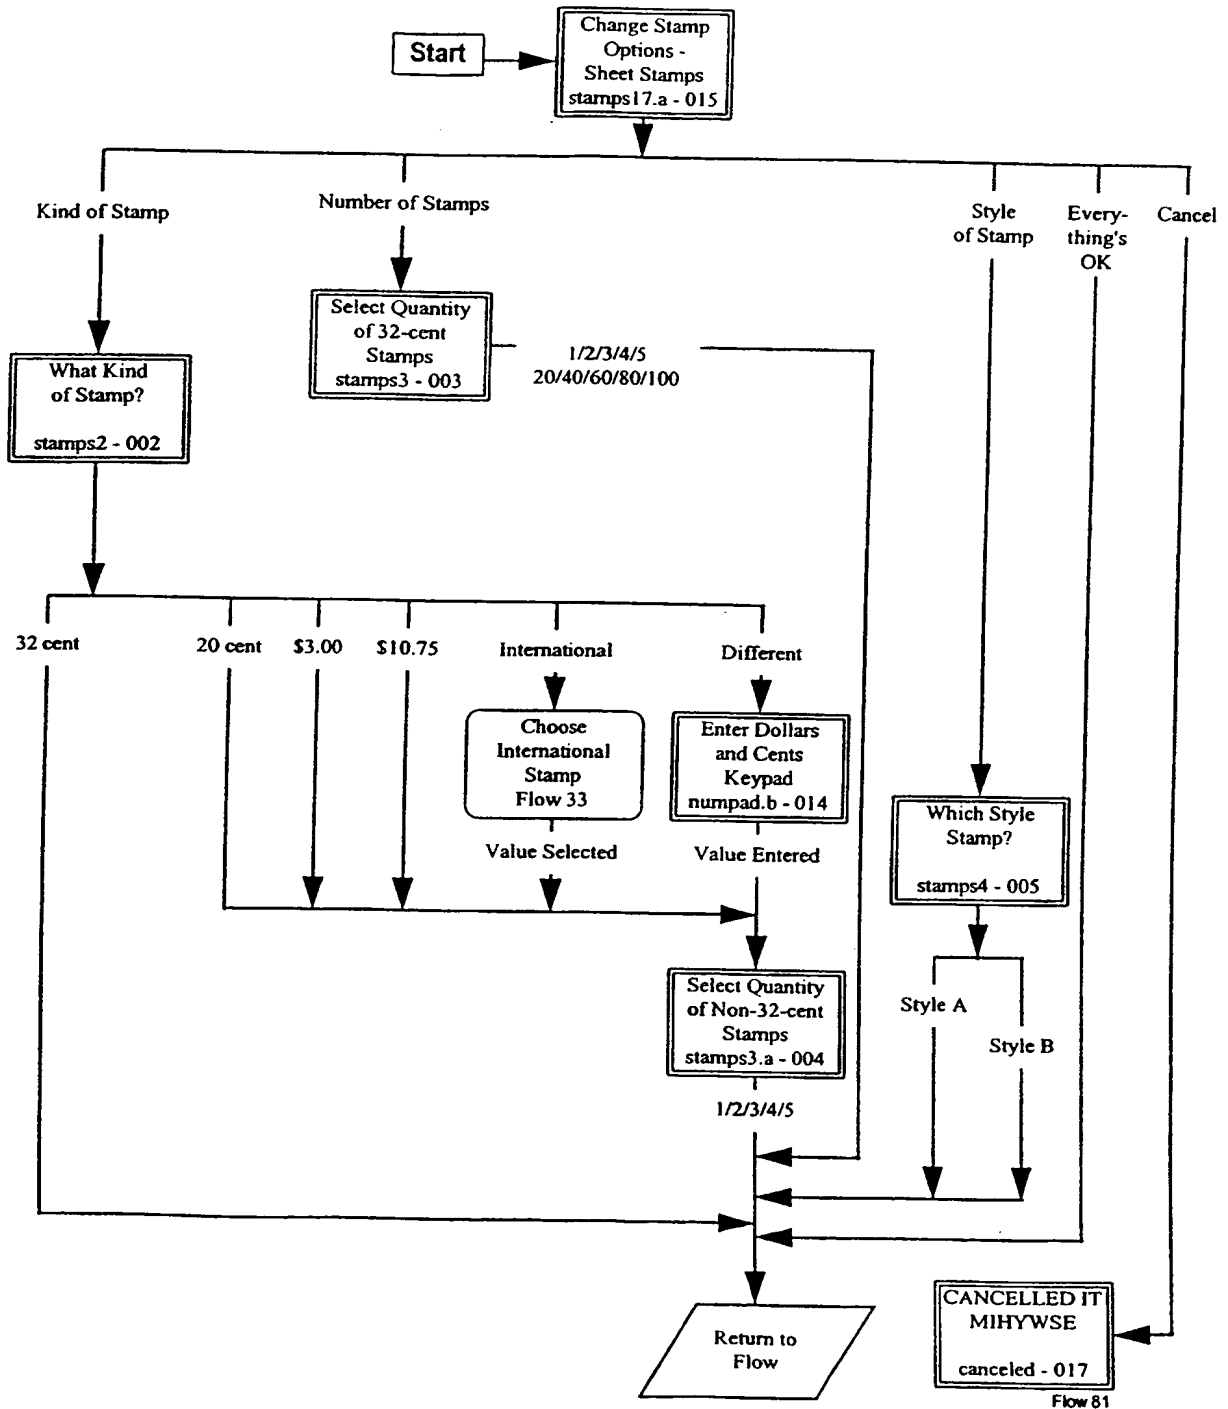 Start
Change Stamp
Options -
Sheet Stamps
stamps17.a - 015
Kind of Stamp
Number of Stamps
Style
of Stamp
Every-
thing's
OK
Cancel
Select Quantity
of 32-cent
Stamps
stamps3 - 003
1/2/3/4/5
20/40/60/80/100
What Kind
of Stamp?
stamps2 - 002
32 cent
20 cent
$3.00
$10.75
International
Different
Choose
International
Stamp
Flow 33
Enter Dollars
and Cents
Keypad
numpad.b - 014
Value Selected
Value Entered
Which Style
Stamp?
stamps4 - 005
Select Quantity
of Non-32-cent
Stamps
stamps3.a - 004
Style A
Style B
1/2/3/4/5
Return to
Flow
CANCELLED IT
MIHYWSE
canceled - 017
Flow 81